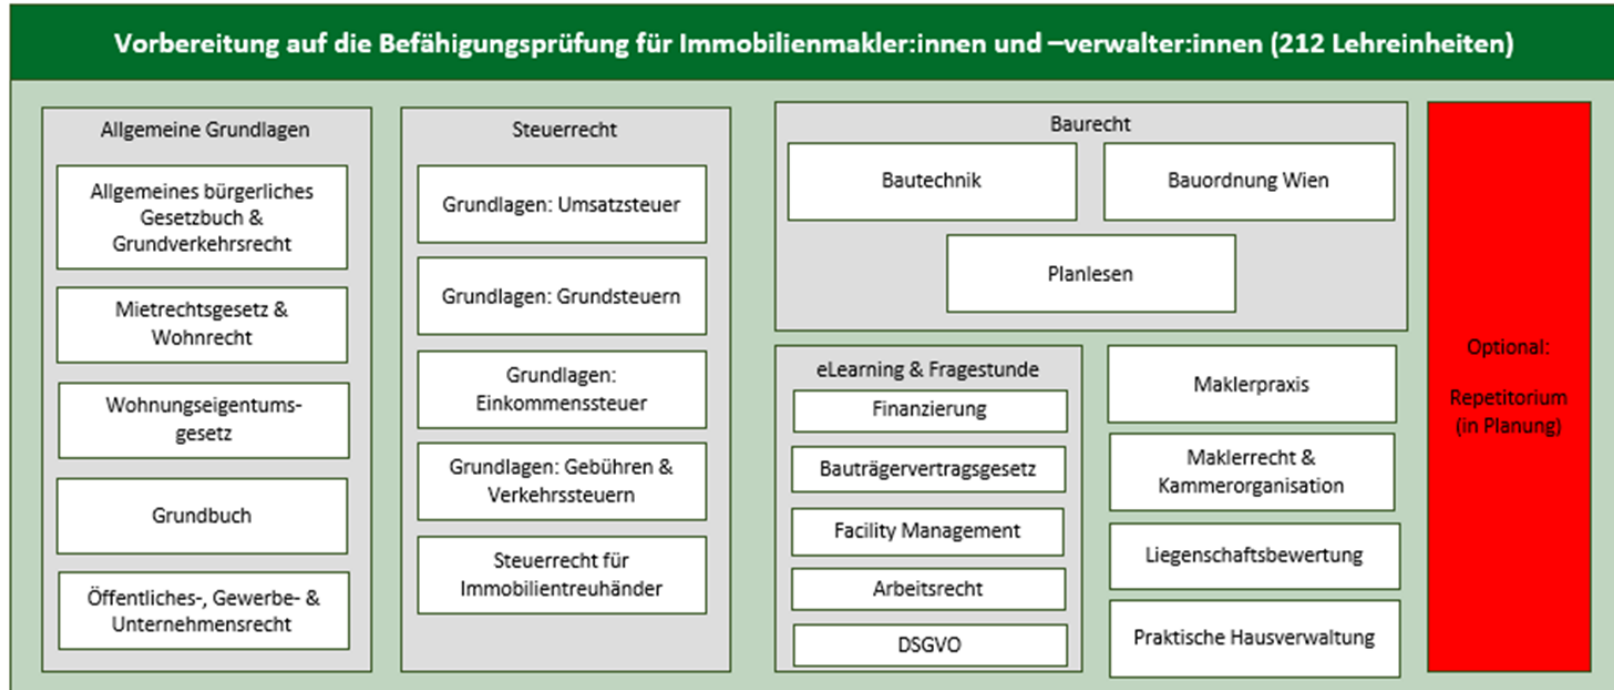 Vorbereitung auf die Befähigungsprüfung für Immobilienmakler:innen und –verwalter:innen (212 Lehreinheiten)
Allgemeine Grundlagen
Allgemeines bürgerliches
Gesetzbuch &
Grundverkehrsrecht
Mietrechtsgesetz &
Wohnrecht
Wohnungseigentums-
gesetz
Grundbuch
Öffentliches-, Gewerbe- &
Unternehmensrecht
Steuerrecht
Grundlagen: Umsatzsteuer
Grundlagen: Grundsteuern
Grundlagen:
Einkommenssteuer
Grundlagen: Gebühren &
Verkehrssteuern
Steuerrecht für
Immobilientreuhänder
Baurecht
Bautechnik
Bauordnung Wien
Planlesen
eLearning & Fragestunde
Finanzierung
Bauträgervertragsgesetz
Facility Management
Arbeitsrecht
DSGVO
Maklerpraxis
Maklerrecht &
Kammerorganisation
Liegenschaftsbewertung
Praktische Hausverwaltung
Optional:
Repetitorium
(in Planung)